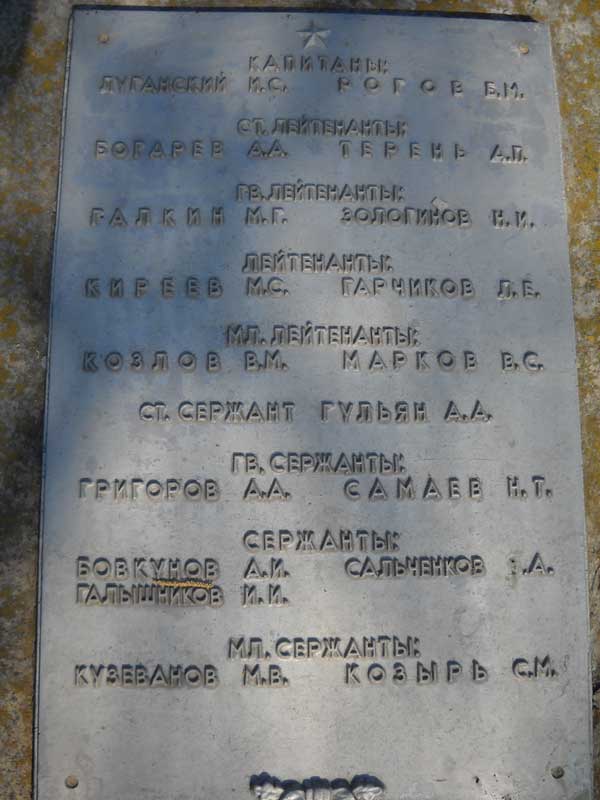 КАПИТАНЫ:
ЛУГАНСКИЙ И.С. РОГОВ Б.М.
СТ. ЛЕЙТЕНАНТЫ:
БОГАРЕВ А.А. ТЕРЕНЬ А.П.
ГВ. ЛЕЙТЕНАНТЫ:
ГАЛКИН М.Г. ЗОЛОГИНОВ Н.И.
ЛЕЙТЕНАНТЫ:
КИРЕЕВ М.С. ГАРЧИКОВ Л.Е.
МЛ. ЛЕЙТЕНАНТЫ:
КОЗЛОВ В.М. МАРКОВ В.С.
СТ. СЕРЖАНТ ГУЛЬЯН А.А.
ГВ. СЕРЖАНТЫ:
ГРИГОРОВ А.А. САМАЕВ Н.Т.
СЕРЖАНТЫ:
БОВКУНОВ А.И. САЛЬЧЕНКОВ .А.
ГАЛЫШНИКОВ И.И.
МЛ. СЕРЖАНТЫ:
КУЗЕВАНОВ М.В. КОЗЫРЬ С.М.